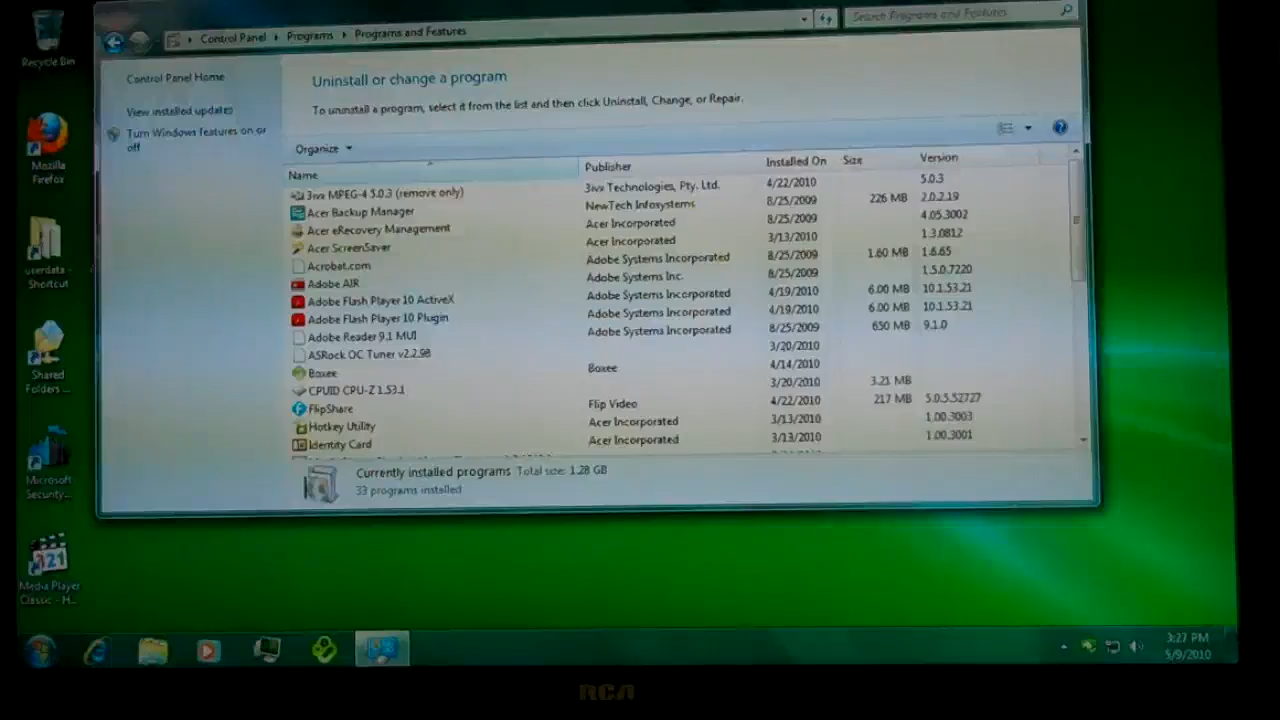 Recycle Bin
Mozilla
Firefox
userdata -
Shortcut
Shared
Folders ...
Microsoft
Security...
Media Player
Classic - H...
Control Panel Programs Programs and Features
Search Programs and Features
Control Panel Home
View installed updates
Turn Windows features on or
off
Uninstall or change a program
To uninstall a program, select it from the list and then click Uninstall, Change, or Repair.
Organize
Name Publisher Installed On Size Version
3ivx MPEG-4 5.0.3 (remove only) 3ivx Technologies, Pty. Ltd. 4/22/2010 5.0.3
Acer Backup Manager NewTech Infosystems 8/25/2009 226 MB 2.0.2.19
Acer eRecovery Management Acer Incorporated 8/25/2009 4.05.3002
Acer ScreenSaver Acer Incorporated 3/13/2010 1.3.0812
Acrobat.com Adobe Systems Incorporated 8/25/2009 1.60 MB 1.6.65
Adobe AIR Adobe Systems Inc. 8/25/2009 1.5.0.7220
Adobe Flash Player 10 ActiveX Adobe Systems Incorporated 4/19/2010 6.00 MB 10.1.53.21
Adobe Flash Player 10 Plugin Adobe Systems Incorporated 4/19/2010 6.00 MB 10.1.53.21
Adobe Reader 9.1 MUI Adobe Systems Incorporated 8/25/2009 650 MB 9.1.0
ASRock OC Tuner v2.2.98 3/20/2010
Boxee Boxee 4/14/2010
CPUID CPU-Z 1.53.1 3/20/2010 3.21 MB
FlipShare Flip Video 4/22/2010 217 MB 5.0.5.52727
Hotkey Utility Acer Incorporated 3/13/2010 1.00.3003
Identity Card Acer Incorporated 3/13/2010 1.00.3001
Currently installed programs Total size: 1.28 GB
33 programs installed
3:27 PM
5/9/2010
RCA